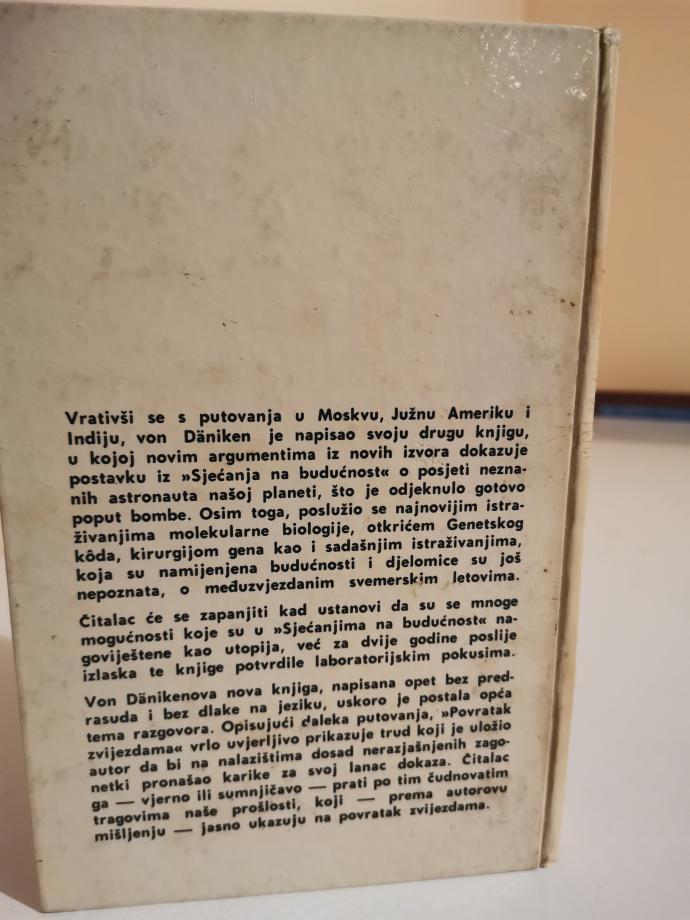 Vrativši se s putovanja u Moskvu, Južnu Ameriku i
Indiju, von Däniken je napisao svoju drugu knjigu,
u kojoj novim argumentima iz novih izvora dokazuje
postavku iz »Sjećanja na budućnost« o posjeti nezna-
nih astronauta našoj planeti, što je odjeknulo gotovo
poput bombe. Osim toga, poslužio se najnovijim istra-
živanjima molekularne biologije, otkrićem Genetskog
kôda, kirurgijom gena kao i sadašnjim istraživanjima,
koja su namijenjena budućnosti i djelomice su još
nepoznata, o međuzvjezdanim svemerskim letovima.
Čitalac će se zapanjiti kad ustanovi da su se mnoge
mogućnosti koje su u »Sjećanjima na budućnost« na-
goviještene kao utopija, već za dvije godine poslije
izlaska te knjige potvrdile laboratorijskim pokusima.
Von Dänikenova nova knjiga, napisana opet bez pred-
rasuda i bez dlake na jeziku, uskoro je postala opća
tema razgovora. Opisujući daleka putovanja, »Povratak
zvijezdama« vrlo uvjerljivo prikazuje trud koji je uložio
autor da bi na nalazištima dosad nerazjašnjenih zago-
netki pronašao karike za svoj lanac dokaza. Čitalac
ga — vjerno ili sumnjičavo — prati po tim čudnovatim
tragovima naše prošlosti, koji — prema autorovu
mišljenju — jasno ukazuju na povratak zvijezdama.